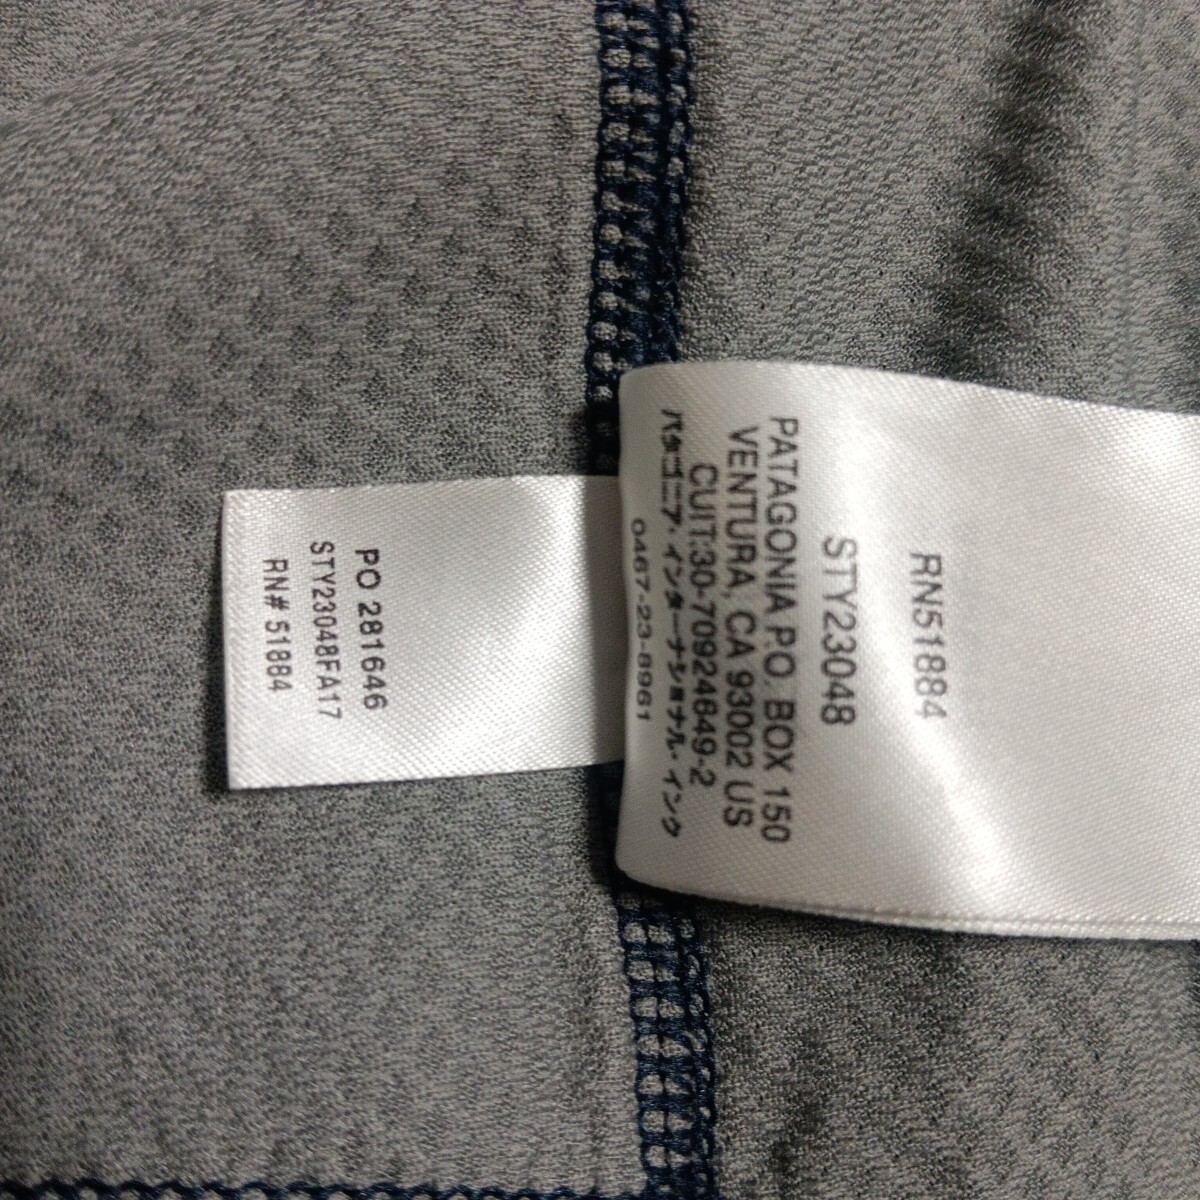 PO 281646
STY23048FA17
RN# 51884
RN51884
STY23048
PATAGONIA P.O. BOX 150
VENTURA, CA 93002 US
CUIT:30-70924649-2
パタゴニア・インターナショナル・インク
0467-23-8961